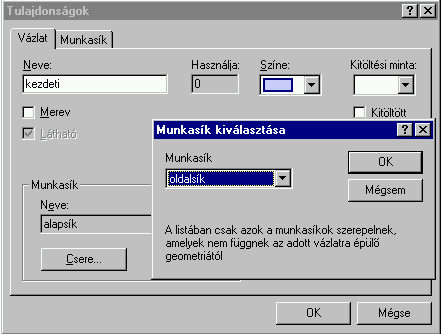 Tulajdonságok
Vázlat Munkasík
Neve: Használja: Színe: Kitöltési minta:
kezdeti 0
Merev Kitöltött
Látható
Munkasík kiválasztása
Munkasík OK
oldalsík
Mégsem
A listában csak azok a munkasíkok szerepelnek,
amelyek nem függnek az adott vázlatra épülő
geometriától
Munkasík
Neve:
alapsík
Csere...
OK Mégse